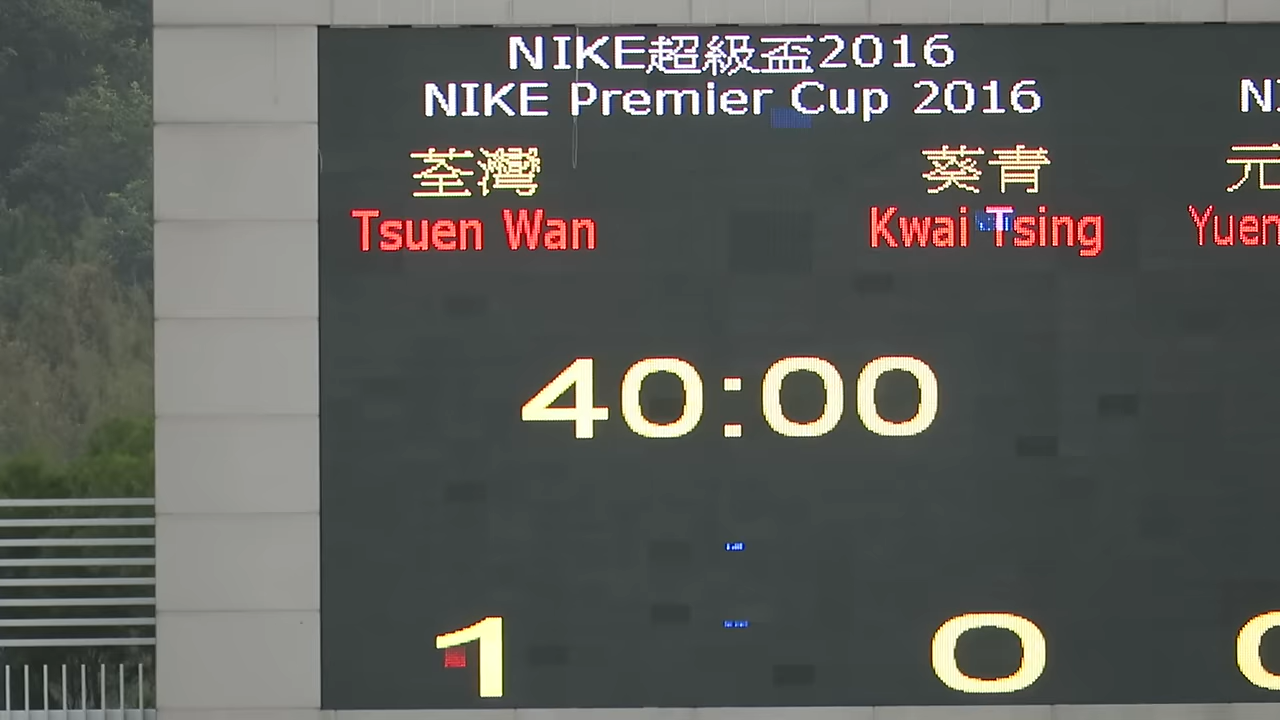 NIKE超級盃2016
NIKE Premier Cup 2016
荃灣 葵青
Tsuen Wan Kwai Tsing Yuen
40:00
1 0